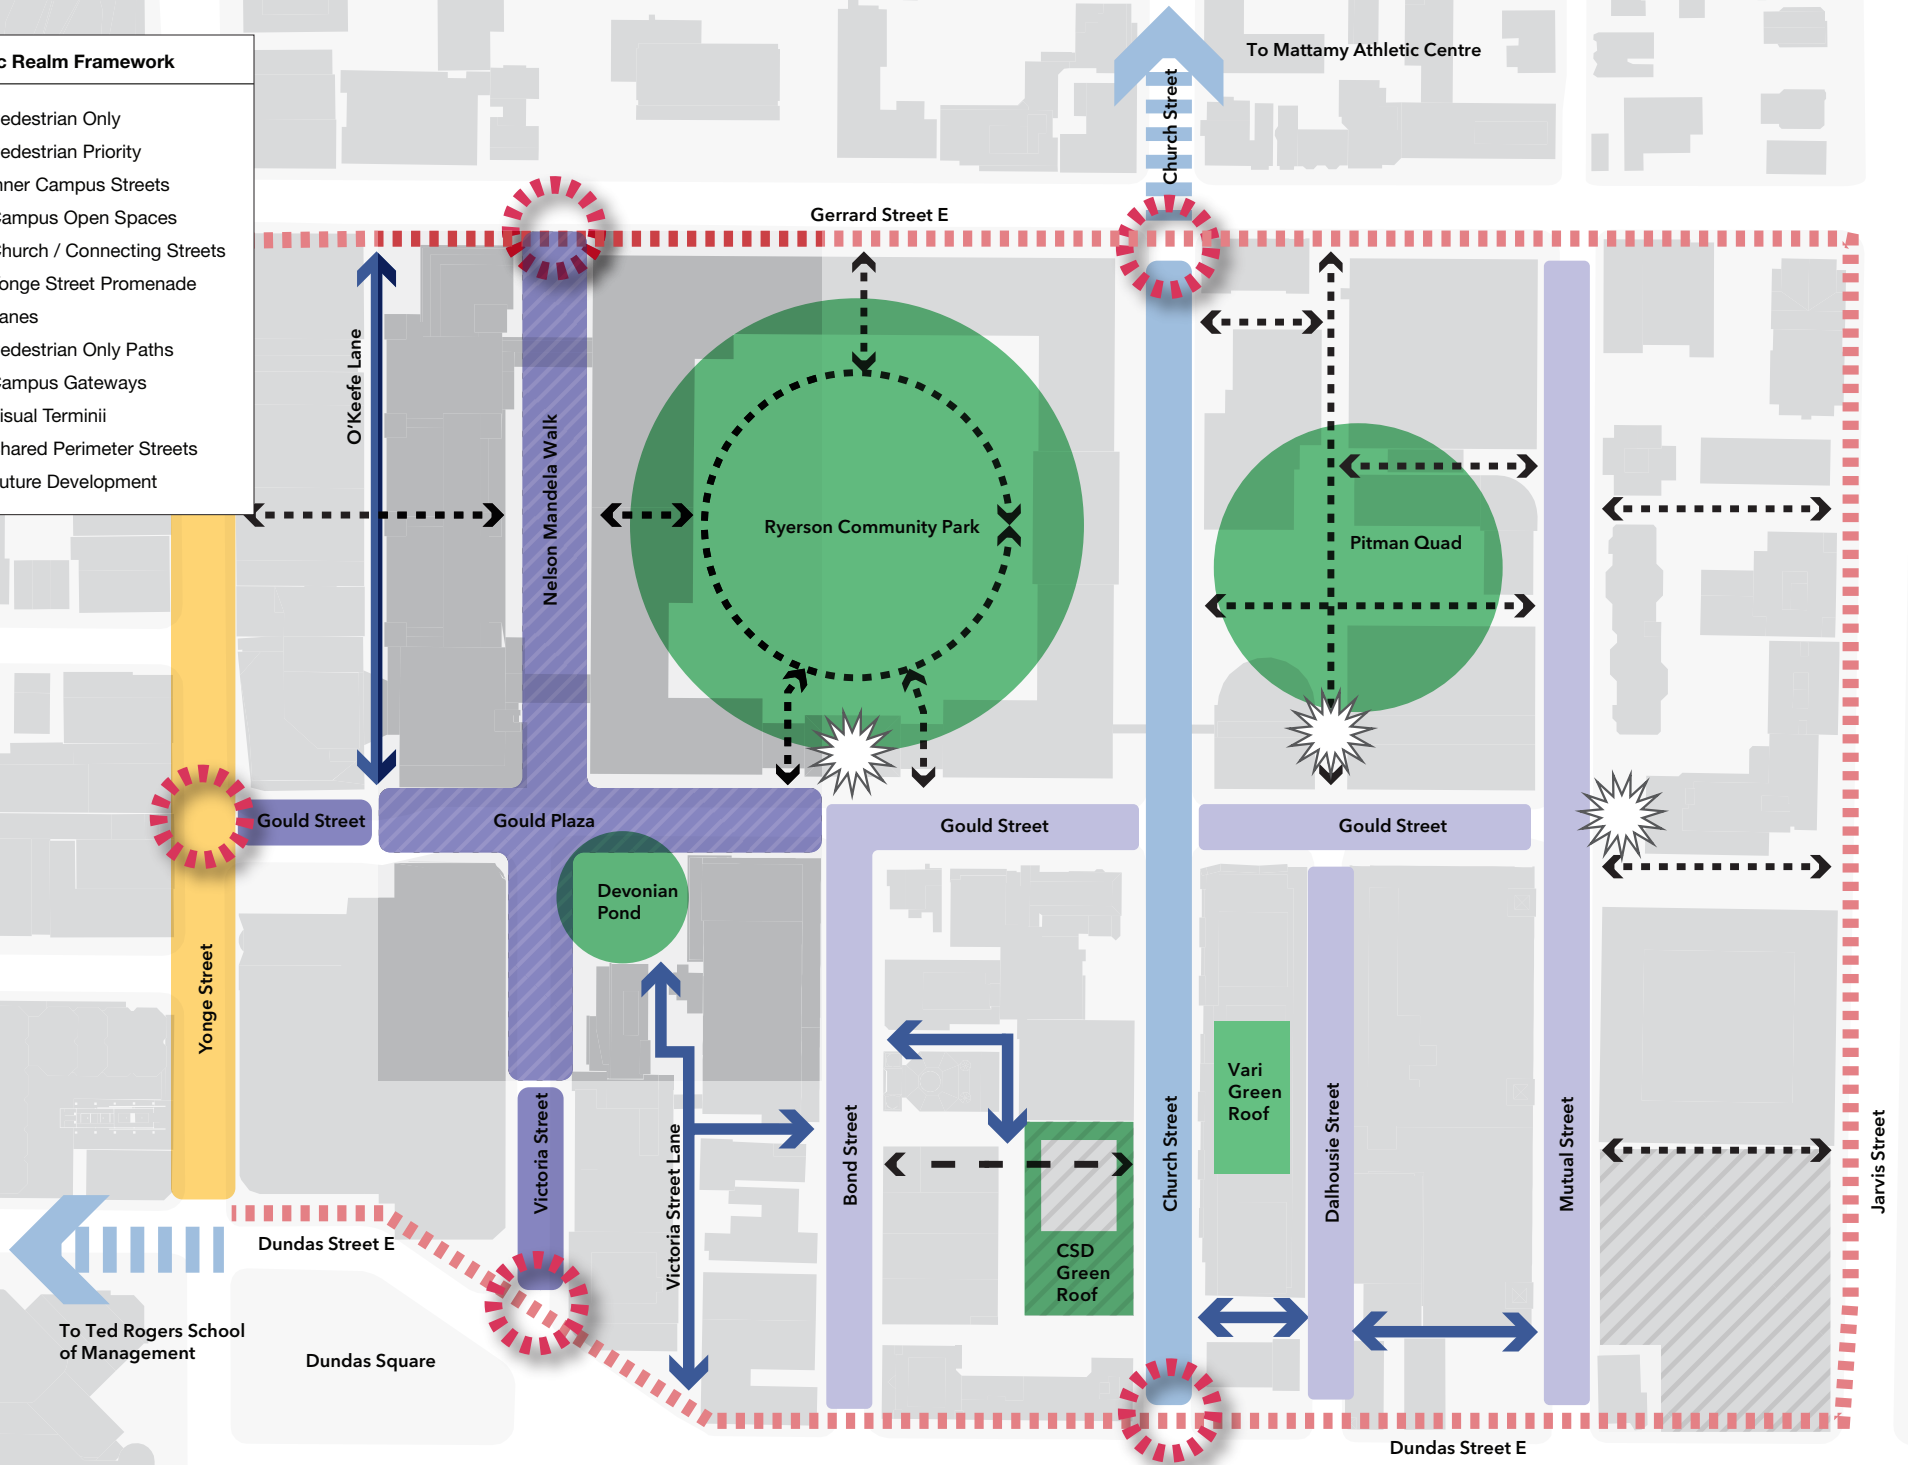 c Realm Framework
edestrian Only
edestrian Priority
nner Campus Streets
Campus Open Spaces
Church / Connecting Streets
onge Street Promenade
anes
edestrian Only Paths
Campus Gateways
isual Terminii
hared Perimeter Streets
uture Development
To Mattamy Athletic Centre
Church Street
Gerrard Street E
O'Keefe Lane
Nelson Mandela Walk
Ryerson Community Park
Pitman Quad
Gould Street
Gould Plaza
Gould Street
Gould Street
Devonian
Pond
Yonge Street
Victoria Street
Victoria Street Lane
Bond Street
Church Street
Vari
Green
Roof
Dalhousie Street
Mutual Street
Jarvis Street
CSD
Green
Roof
Dundas Street E
To Ted Rogers School
of Management
Dundas Square
Dundas Street E